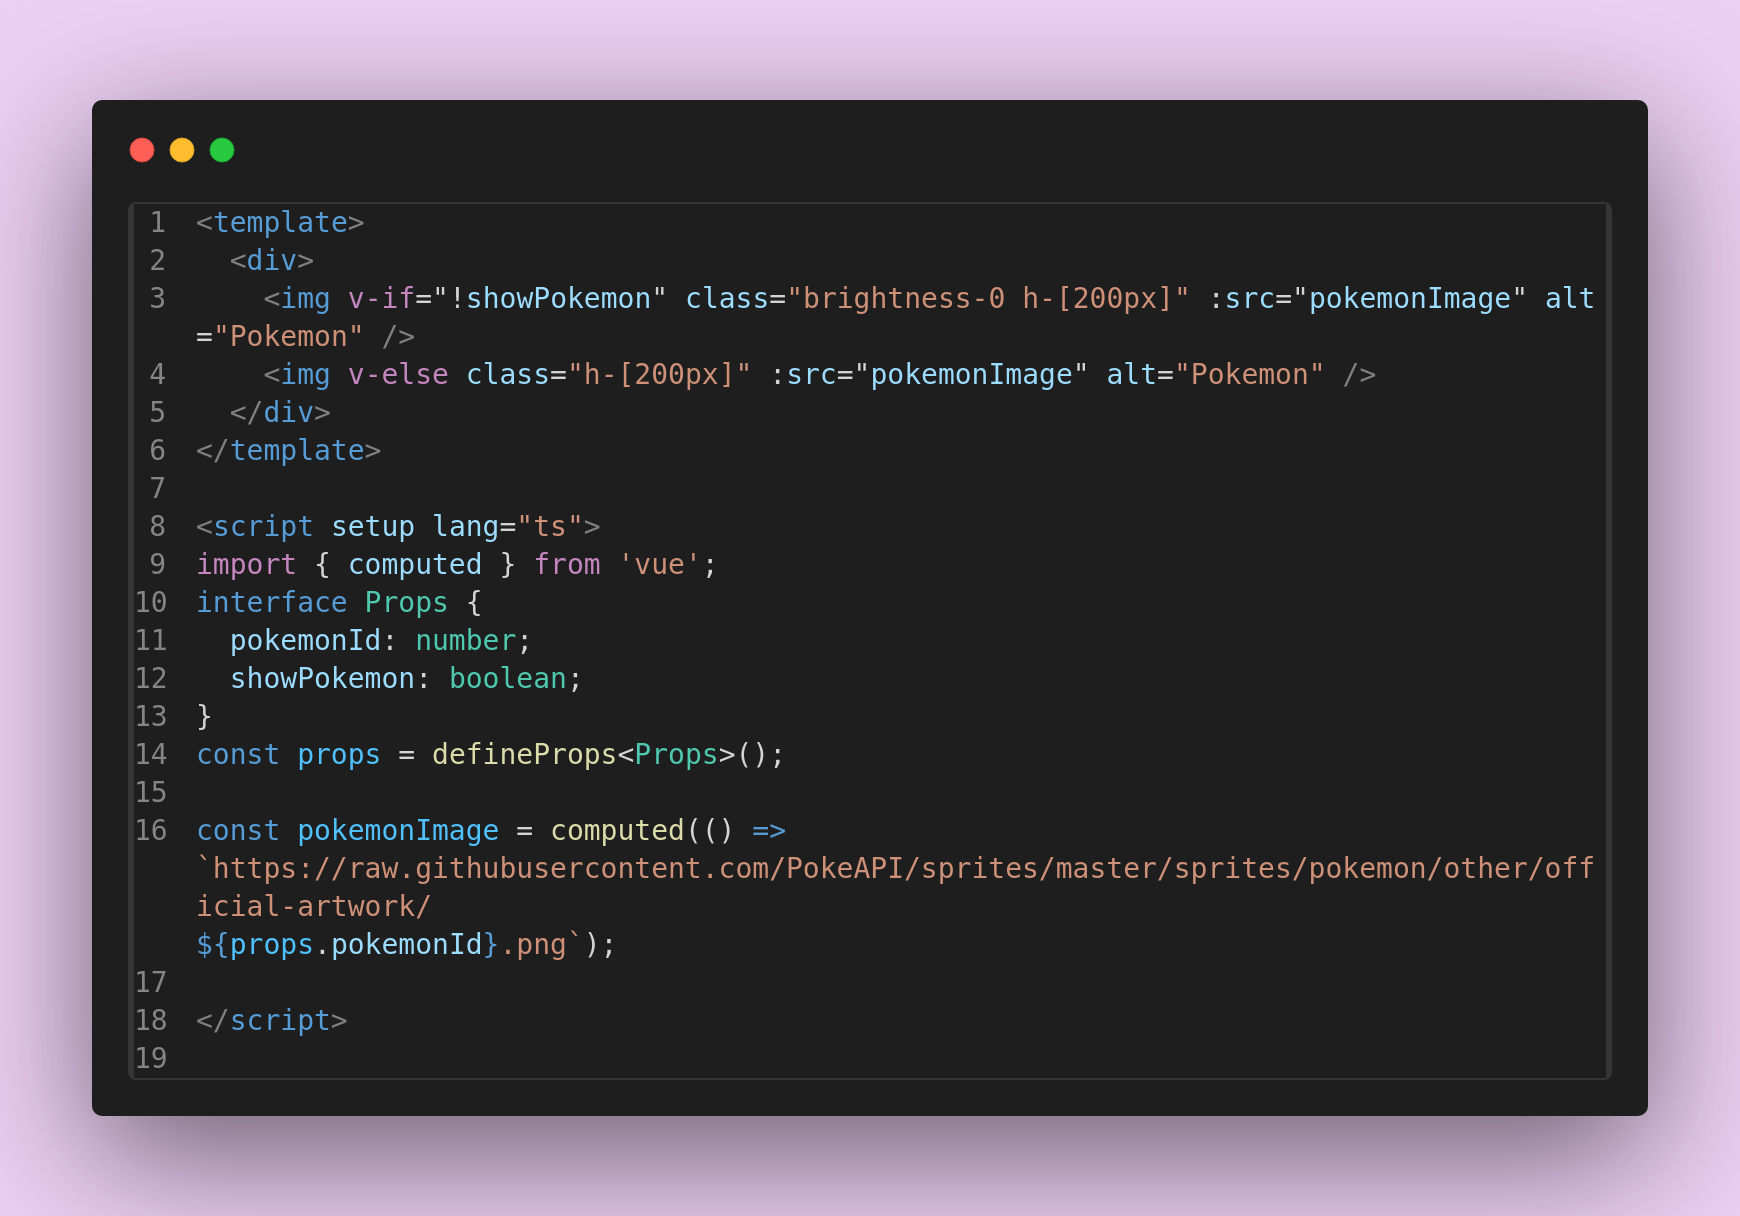 1 <template>
2   <div>
3     <img v-if="!showPokemon" class="brightness-0 h-[200px]" :src="pokemonImage" alt
="Pokemon" />
4     <img v-else class="h-[200px]" :src="pokemonImage" alt="Pokemon" />
5   </div>
6 </template>
7
8 <script setup lang="ts">
9 import { computed } from 'vue';
10 interface Props {
11   pokemonId: number;
12   showPokemon: boolean;
13 }
14 const props = defineProps<Props>();
15
16 const pokemonImage = computed(() =>
`https://raw.githubusercontent.com/PokeAPI/sprites/master/sprites/pokemon/other/off
icial-artwork/
${props.pokemonId}.png`);
17
18 </script>
19